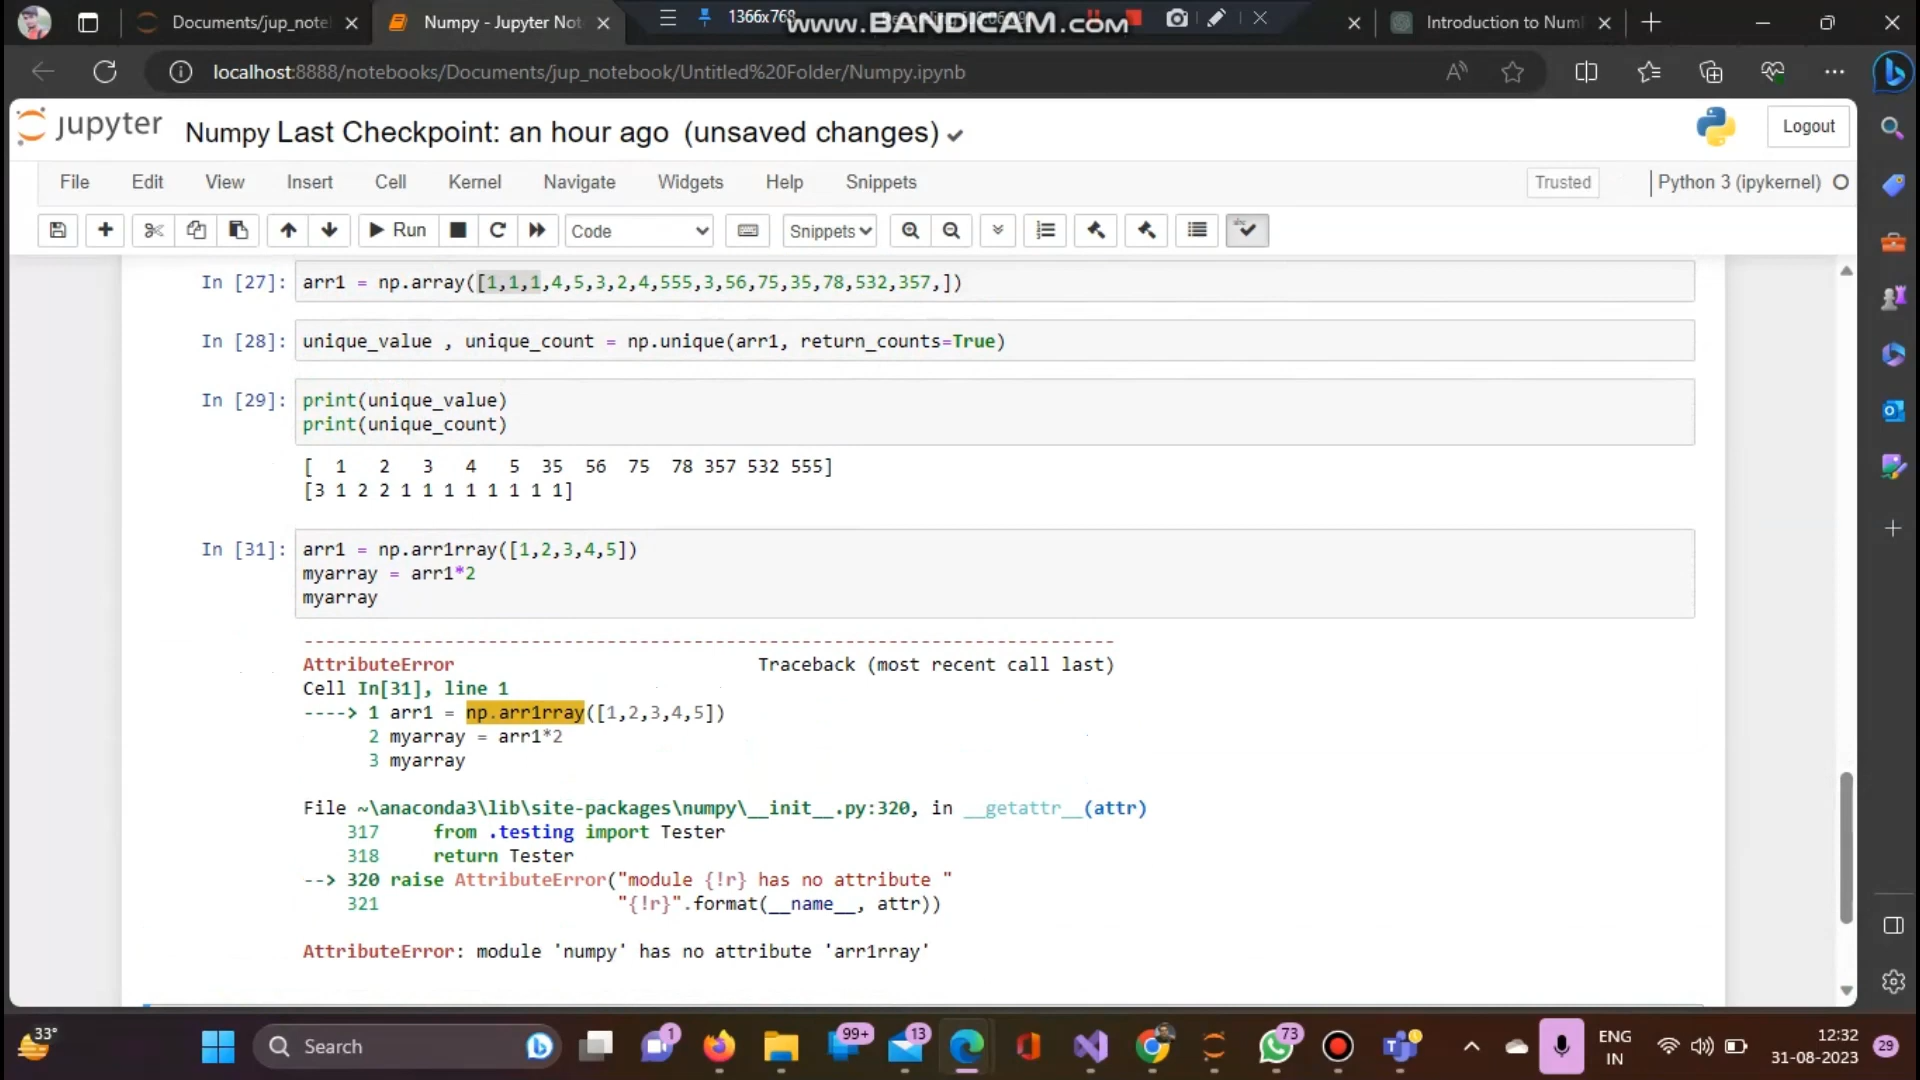 Documents/jup_note
Numpy - Jupyter Not
1366x768
www.BANDICAM.com
Introduction to Num
localhost:8888/notebooks/Documents/jup_notebook/Untitled%20Folder/Numpy.ipynb
jupyter Numpy Last Checkpoint: an hour ago (unsaved changes)
Logout
File Edit View Insert Cell Kernel Navigate Widgets Help Snippets
Trusted
Python 3 (ipykernel)
Run
Code
Snippets
In [27]: arr1 = np.array([1,1,1,4,5,3,2,4,555,3,56,75,35,78,532,357,])
In [28]: unique_value , unique_count = np.unique(arr1, return_counts=True)
In [29]: print(unique_value)
print(unique_count)
[ 1 2 3 4 5 35 56 75 78 357 532 555]
[3 1 2 2 1 1 1 1 1 1 1 1]
In [31]: arr1 = np.arr1rray([1,2,3,4,5])
myarray = arr1*2
myarray
---------------------------------------------------------------------------
AttributeError Traceback (most recent call last)
Cell In[31], line 1
----> 1 arr1 = np.arr1rray([1,2,3,4,5])
2 myarray = arr1*2
3 myarray
File ~\anaconda3\lib\site-packages\numpy\__init__.py:320, in __getattr__(attr)
317 from .testing import Tester
318 return Tester
--> 320 raise AttributeError("module {!r} has no attribute "
321 "{!r}".format(__name__, attr))
AttributeError: module 'numpy' has no attribute 'arr1rray'
33°
Search
1
99+
13
73
ENG
IN
12:32
31-08-2023
29